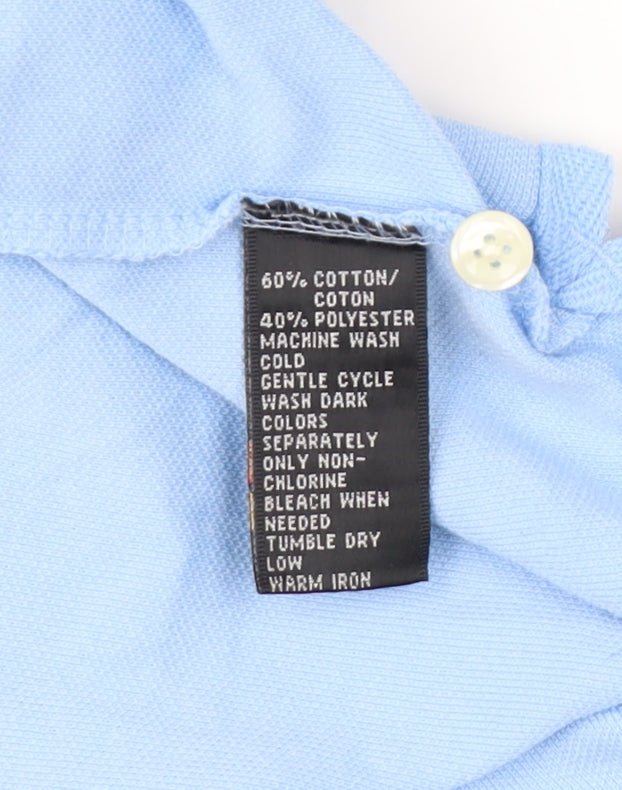 60% COTTON/
COTON
40% POLYESTER
MACHINE WASH
COLD
GENTLE CYCLE
WASH DARK
COLORS
SEPARATELY
ONLY NON-
CHLORINE
BLEACH WHEN
NEEDED
TUMBLE DRY
LOW
WARM IRON